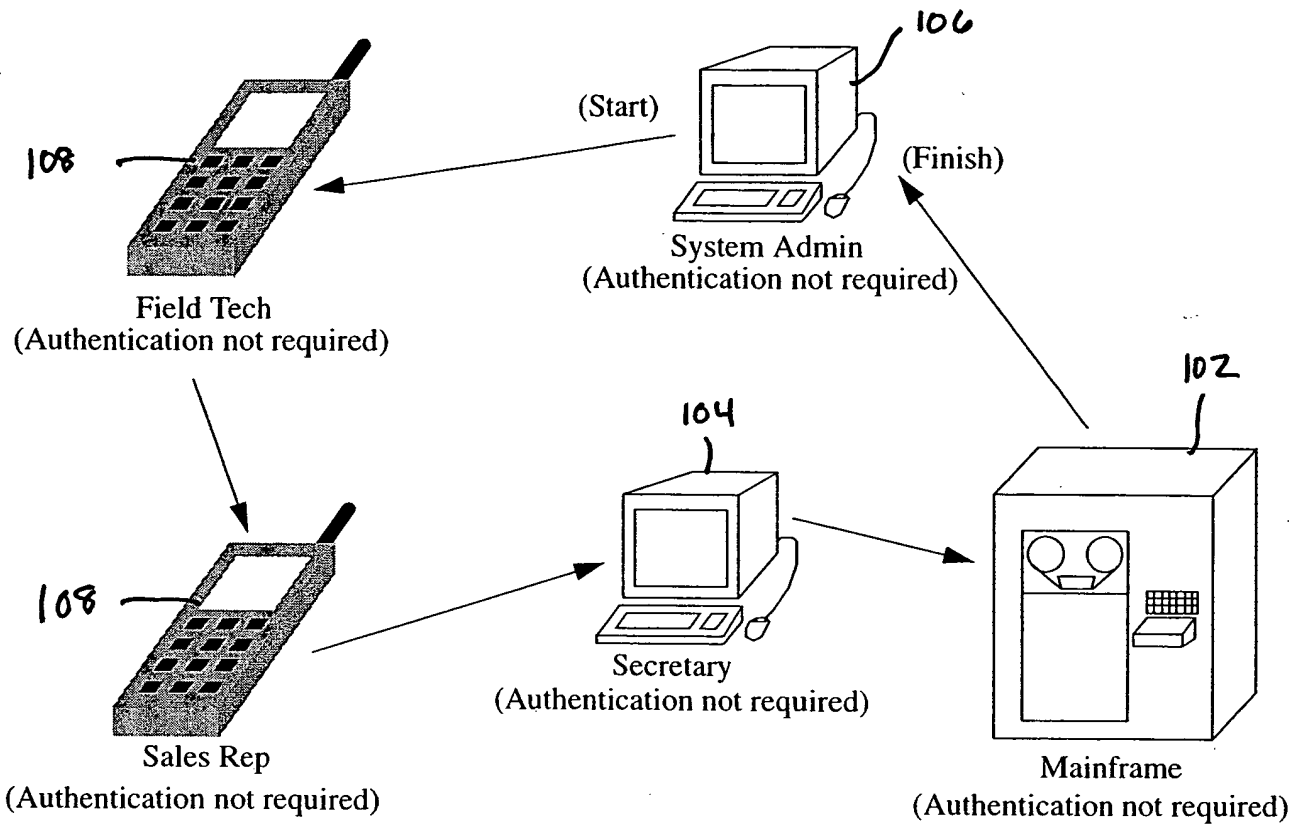 106
(Start)
108
(Finish)
System Admin
(Authentication not required)
Field Tech
(Authentication not required)
102
104
108
Secretary
(Authentication not required)
Sales Rep
(Authentication not required)
Mainframe
(Authentication not required)